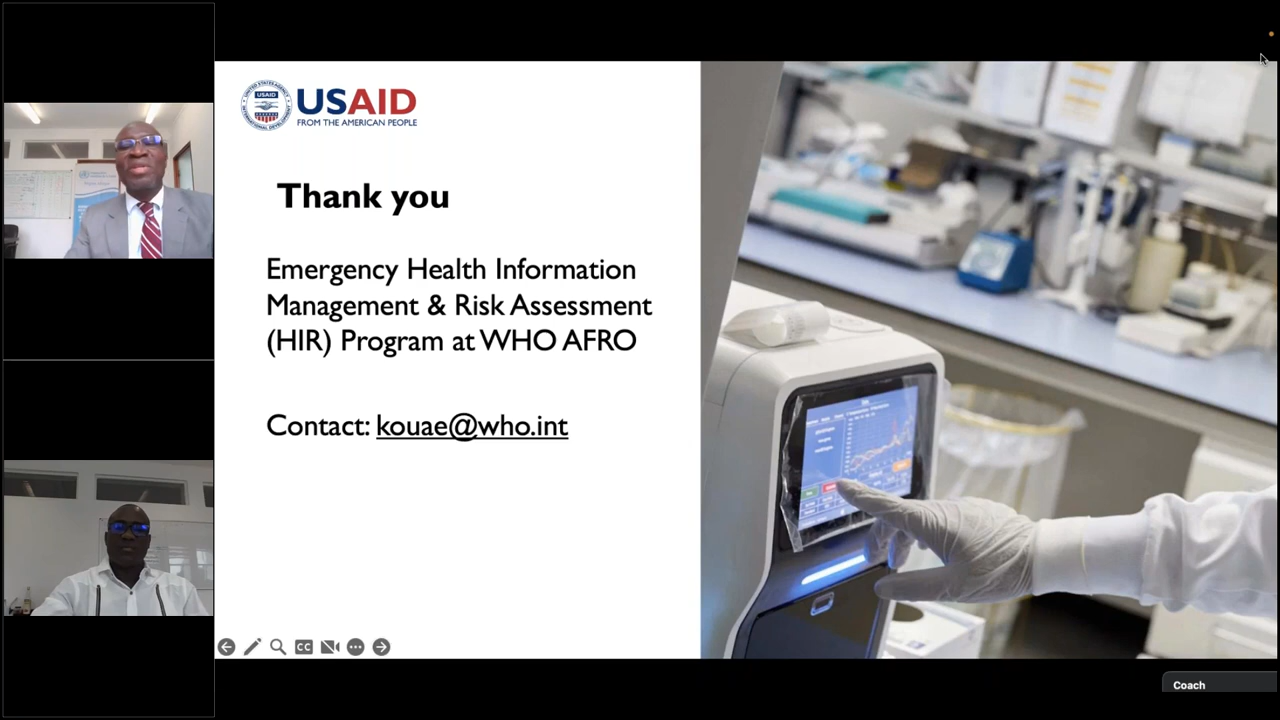 USAID
FROM THE AMERICAN PEOPLE
Thank you
Emergency Health Information
Management & Risk Assessment
(HIR) Program at WHO AFRO
Contact: kouae@who.int
CC
Coach